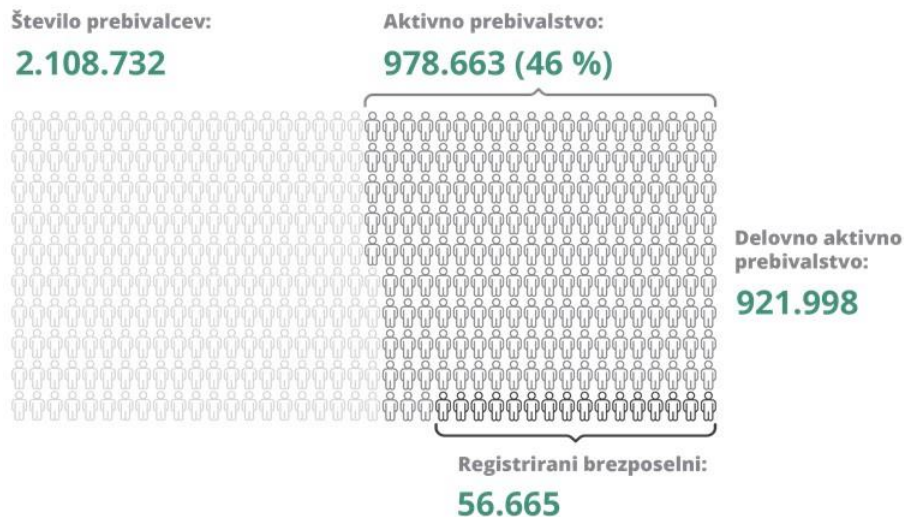 Število prebivalcev:
2.108.732
Aktivno prebivalstvo:
978.663 (46 %)
Delovno aktivno
prebivalstvo:
921.998
Registrirani brezposelni:
56.665